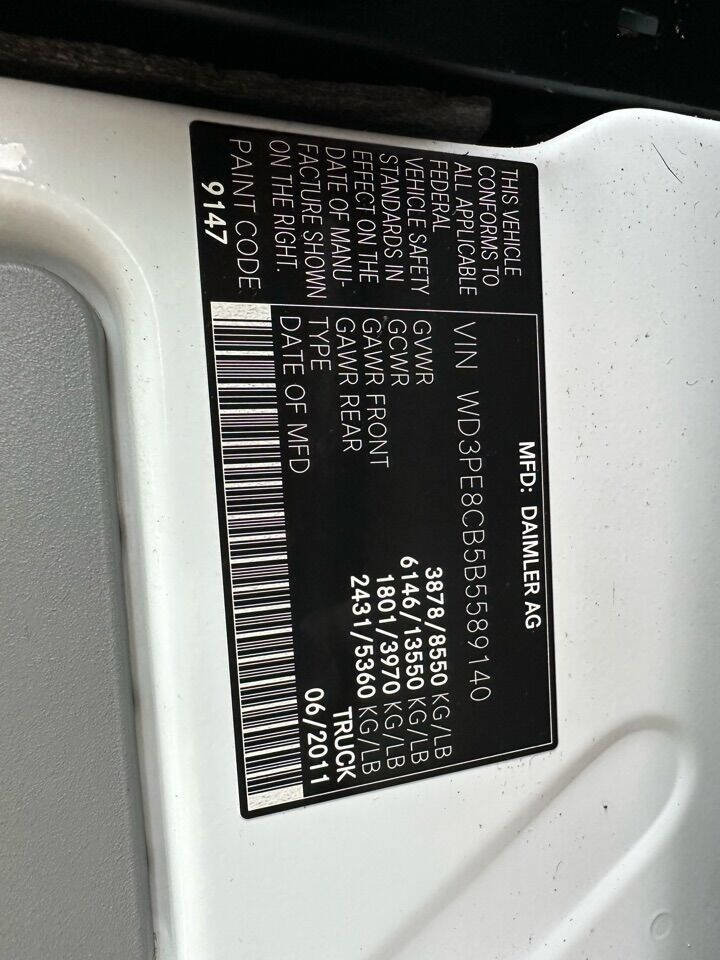 MFD: DAIMLER AG
THIS VEHICLE
CONFORMS TO
ALL APPLICABLE
FEDERAL
VEHICLE SAFETY
STANDARDS IN
EFFECT ON THE
DATE OF MANU-
FACTURE SHOWN
ON THE RIGHT.
PAINT CODE
9147
VIN WD3PE8CB5B5589140
GVWR 3878/8550 KG/LB
GCWR 6146/13550 KG/LB
GAWR FRONT 1801/3970 KG/LB
GAWR REAR 2431/5360 KG/LB
TYPE TRUCK
DATE OF MFD 06/2011